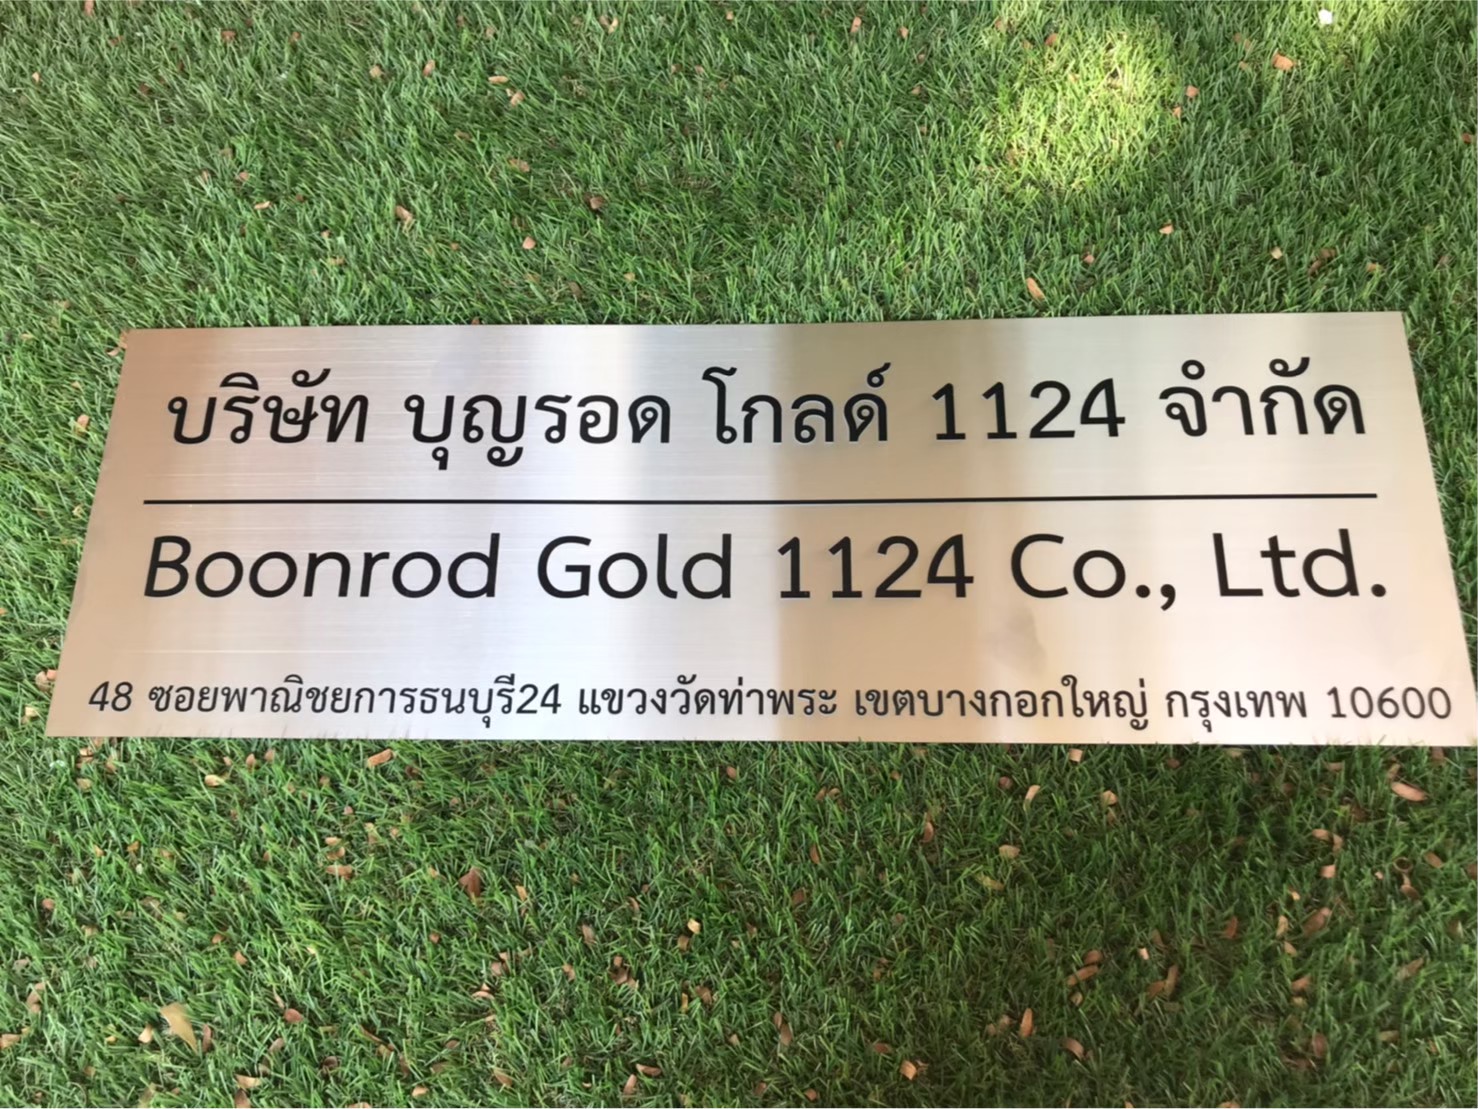 บริษัท บุญรอด โกลด์ 1124 จำกัด
Boonrod Gold 1124 Co., Ltd.
48 ซอยพาณิชยการธนบุรี24 แขวงวัดท่าพระ เขตบางกอกใหญ่ กรุงเทพ 10600